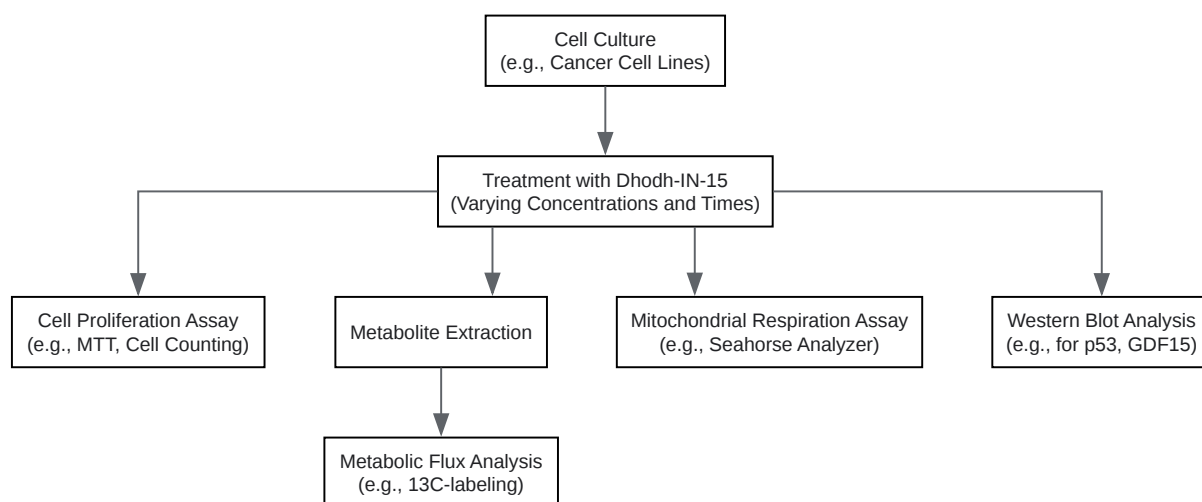 Cell Culture
(e.g., Cancer Cell Lines)
Treatment with Dhodh-IN-15
(Varying Concentrations and Times)
Cell Proliferation Assay
(e.g., MTT, Cell Counting)
Metabolite Extraction
Mitochondrial Respiration Assay
(e.g., Seahorse Analyzer)
Western Blot Analysis
(e.g., for p53, GDF15)
Metabolic Flux Analysis
(e.g., 13C-labeling)